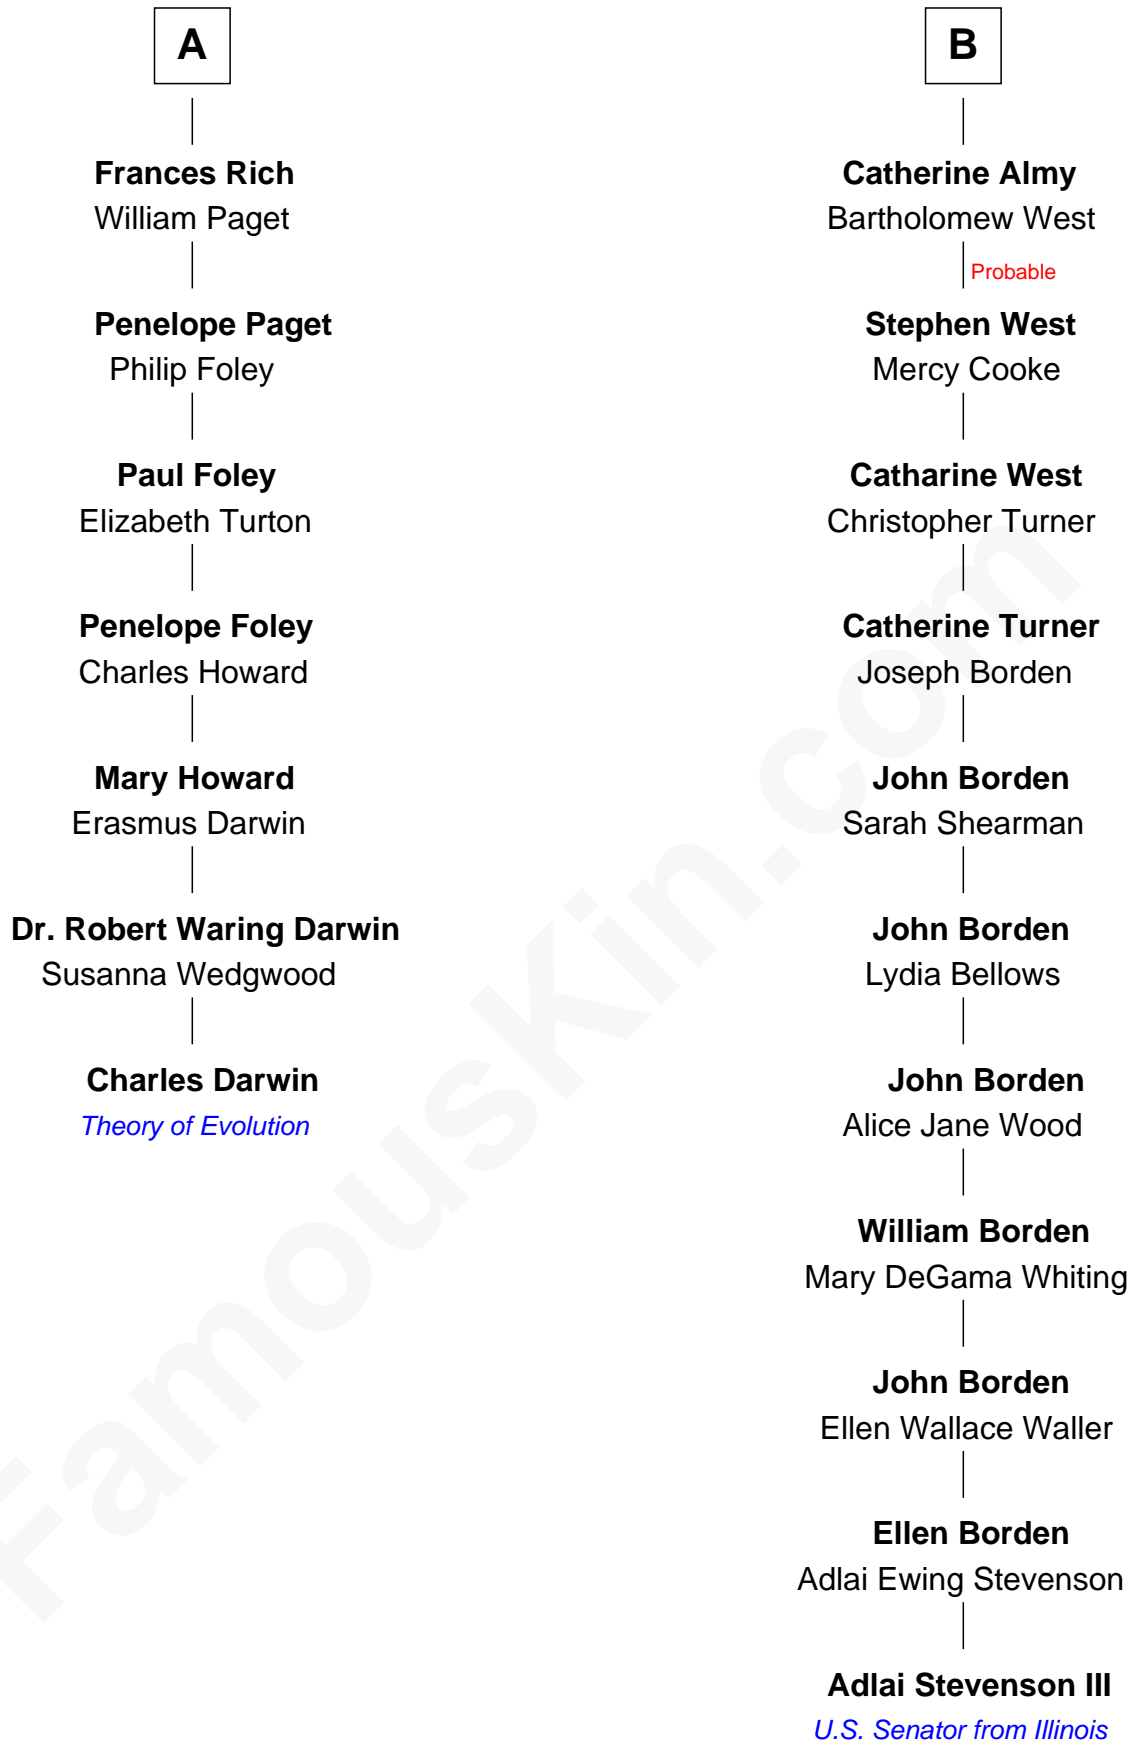 A
Frances Rich
William Paget
Penelope Paget
Philip Foley
Paul Foley
Elizabeth Turton
Penelope Foley
Charles Howard
Mary Howard
Erasmus Darwin
Dr. Robert Waring Darwin
Susanna Wedgwood
Charles Darwin
Theory of Evolution
B
Catherine Almy
Bartholomew West
Probable
Stephen West
Mercy Cooke
Catharine West
Christopher Turner
Catherine Turner
Joseph Borden
John Borden
Sarah Shearman
John Borden
Lydia Bellows
John Borden
Alice Jane Wood
William Borden
Mary DeGama Whiting
John Borden
Ellen Wallace Waller
Ellen Borden
Adlai Ewing Stevenson
Adlai Stevenson III
U.S. Senator from Illinois
FamousKin.com